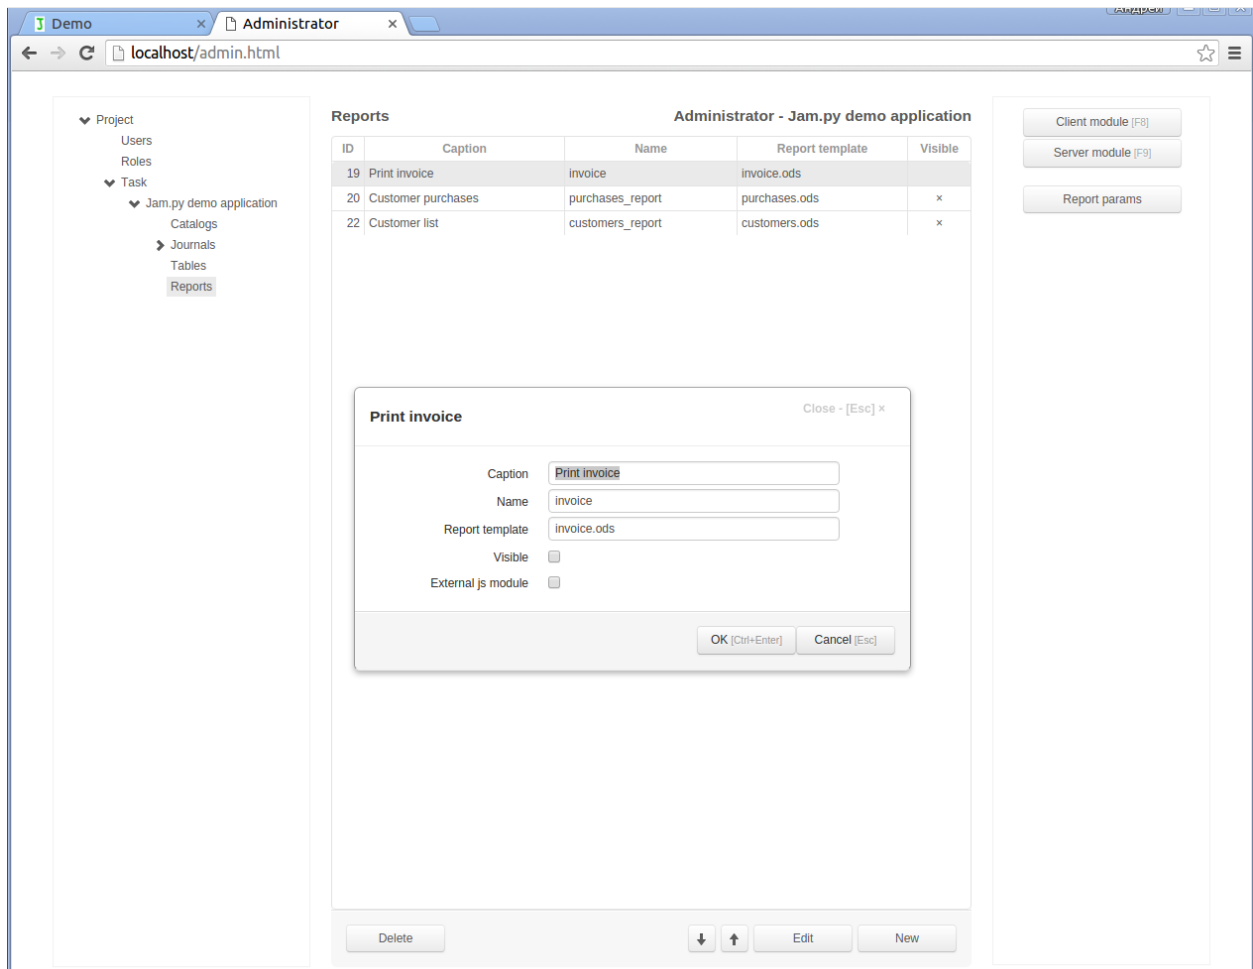 Андрей
Demo
Administrator
localhost/admin.html
Project
Users
Roles
Task
Jam.py demo application
Catalogs
Journals
Tables
Reports
Reports Administrator - Jam.py demo application
ID Caption Name Report template Visible
19 Print invoice invoice invoice.ods
20 Customer purchases purchases_report purchases.ods ×
22 Customer list customers_report customers.ods ×
Print invoice Close - [Esc] ×
Caption Print invoice
Name invoice
Report template invoice.ods
Visible
External js module
OK [Ctrl+Enter] Cancel [Esc]
Delete Edit New
Client module [F8]
Server module [F9]
Report params